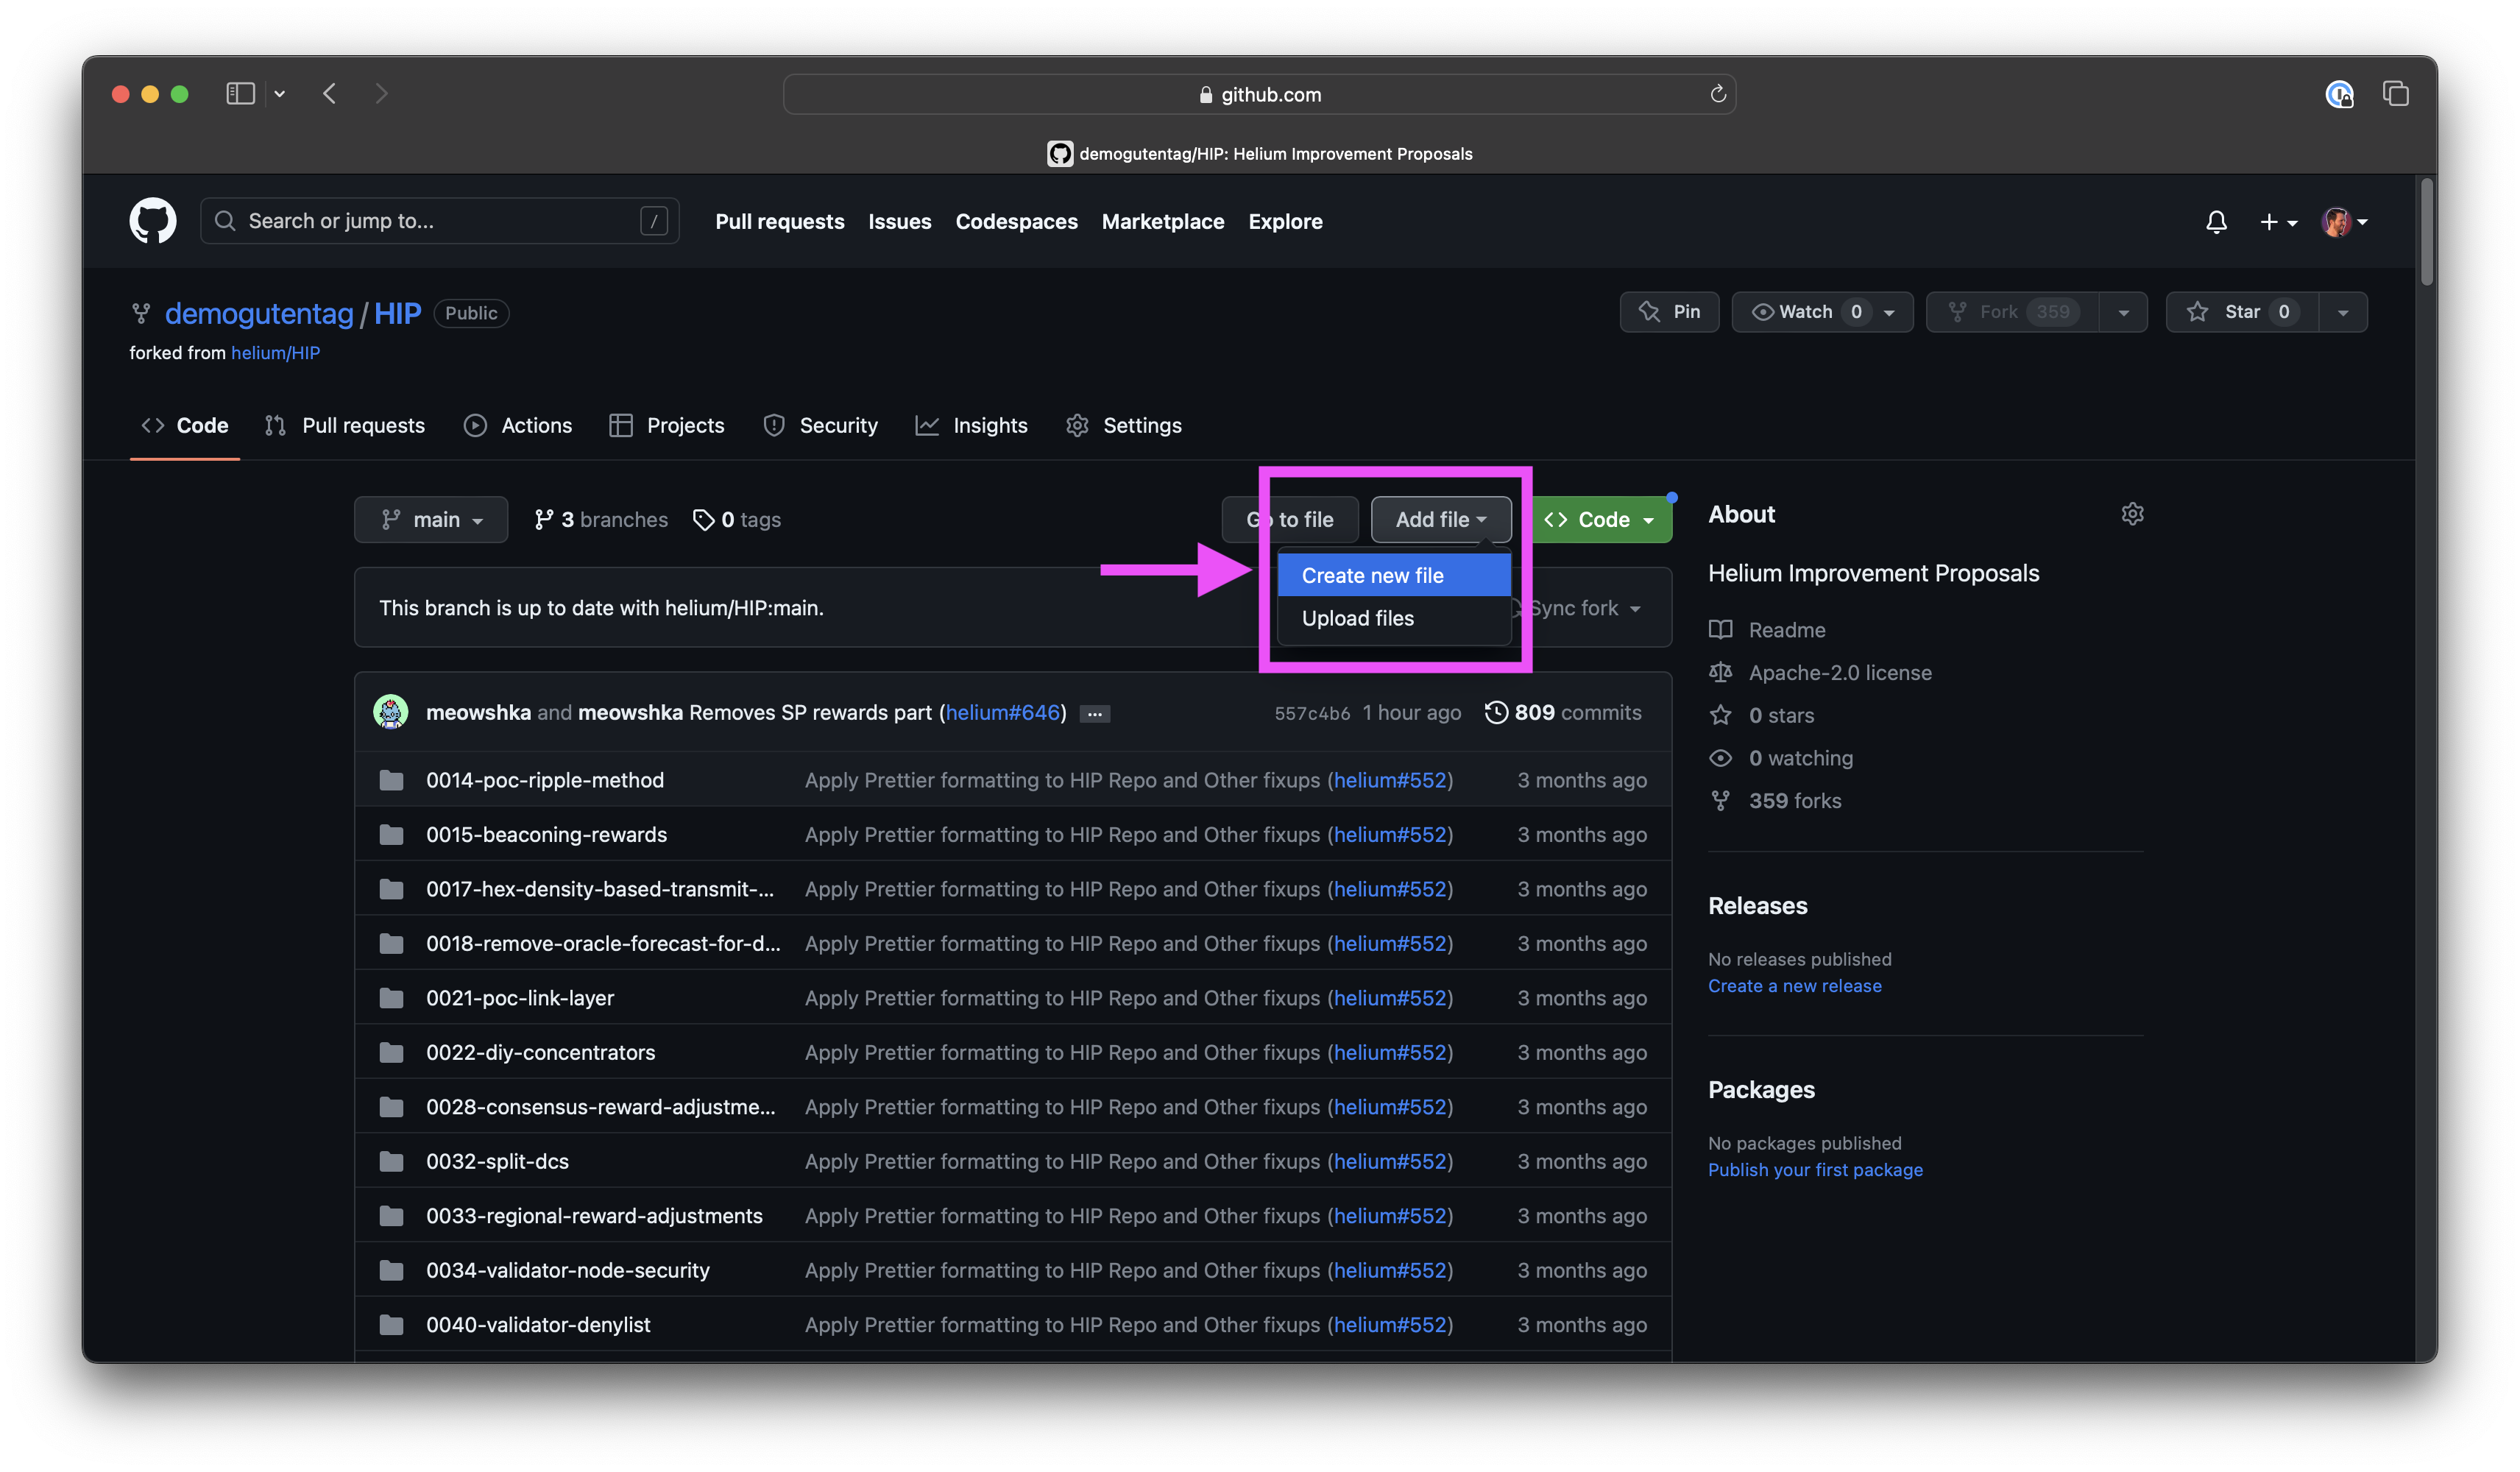 github.com
demogutentag/HIP: Helium Improvement Proposals
Search or jump to... /
Pull requests Issues Codespaces Marketplace Explore
demogutentag / HIP Public
Pin Watch 0 Fork 359 Star 0
forked from helium/HIP
Code Pull requests Actions Projects Security Insights Settings
main 3 branches 0 tags Go to file Add file Code
Create new file
Upload files
This branch is up to date with helium/HIP:main. Sync fork
meowshka and meowshka Removes SP rewards part (helium#646) ... 557c4b6 1 hour ago 809 commits
0014-poc-ripple-method Apply Prettier formatting to HIP Repo and Other fixups (helium#552) 3 months ago
0015-beaconing-rewards Apply Prettier formatting to HIP Repo and Other fixups (helium#552) 3 months ago
0017-hex-density-based-transmit-... Apply Prettier formatting to HIP Repo and Other fixups (helium#552) 3 months ago
0018-remove-oracle-forecast-for-d... Apply Prettier formatting to HIP Repo and Other fixups (helium#552) 3 months ago
0021-poc-link-layer Apply Prettier formatting to HIP Repo and Other fixups (helium#552) 3 months ago
0022-diy-concentrators Apply Prettier formatting to HIP Repo and Other fixups (helium#552) 3 months ago
0028-consensus-reward-adjustme... Apply Prettier formatting to HIP Repo and Other fixups (helium#552) 3 months ago
0032-split-dcs Apply Prettier formatting to HIP Repo and Other fixups (helium#552) 3 months ago
0033-regional-reward-adjustments Apply Prettier formatting to HIP Repo and Other fixups (helium#552) 3 months ago
0034-validator-node-security Apply Prettier formatting to HIP Repo and Other fixups (helium#552) 3 months ago
0040-validator-denylist Apply Prettier formatting to HIP Repo and Other fixups (helium#552) 3 months ago
About
Helium Improvement Proposals
Readme
Apache-2.0 license
0 stars
0 watching
359 forks
Releases
No releases published
Create a new release
Packages
No packages published
Publish your first package